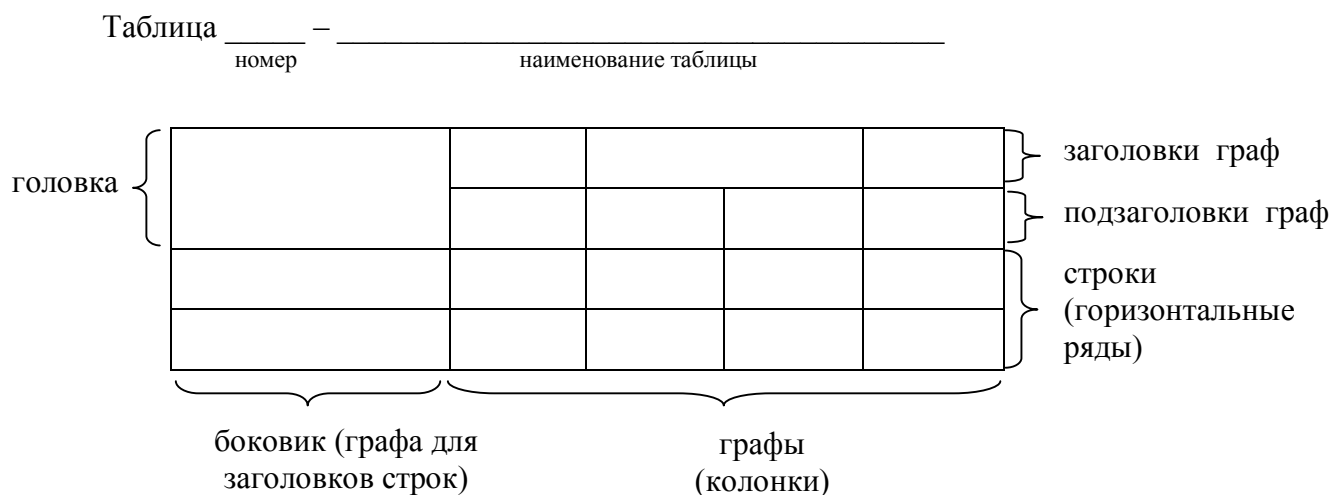 Таблица _____ – ______________________________________
номер наименование таблицы
головка
заголовки граф
подзаголовки граф
строки
(горизонтальные
ряды)
боковик (графа для
заголовков строк)
графы
(колонки)